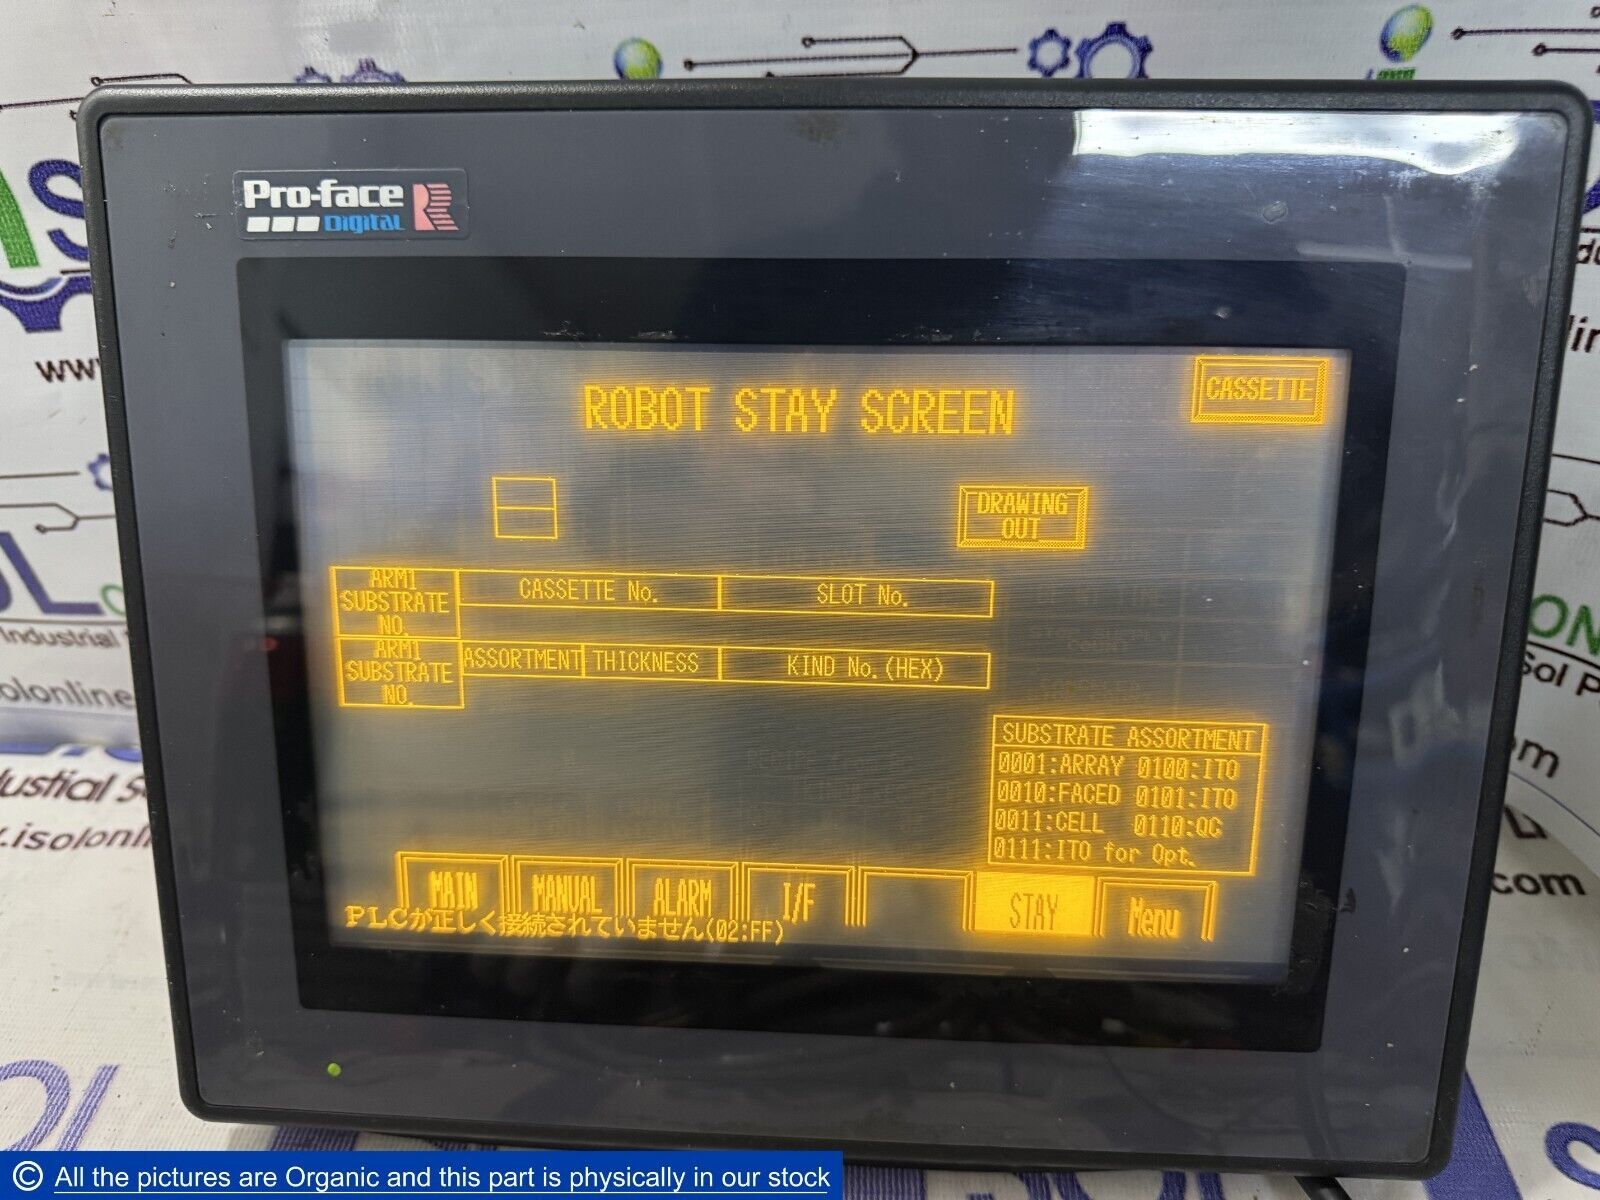 Pro-face
Digital
ROBOT STAY SCREEN
CASSETTE
DRAWING
OUT
ARM1
SUBSTRATE
NO.
CASSETTE No.
SLOT No.
ARM1
SUBSTRATE
NO.
ASSORTMENT
THICKNESS
KIND No.(HEX)
SUBSTRATE ASSORTMENT
0001:ARRAY 0100:ITO
0010:FACED 0101:ITO
0011:CELL 0110:QC
0111:ITO for Opt.
MAIN
MANUAL
ALARM
I/F
STAY
Menu
PLCが正しく接続されていません(02:FF)
© All the pictures are Organic and this part is physically in our stock